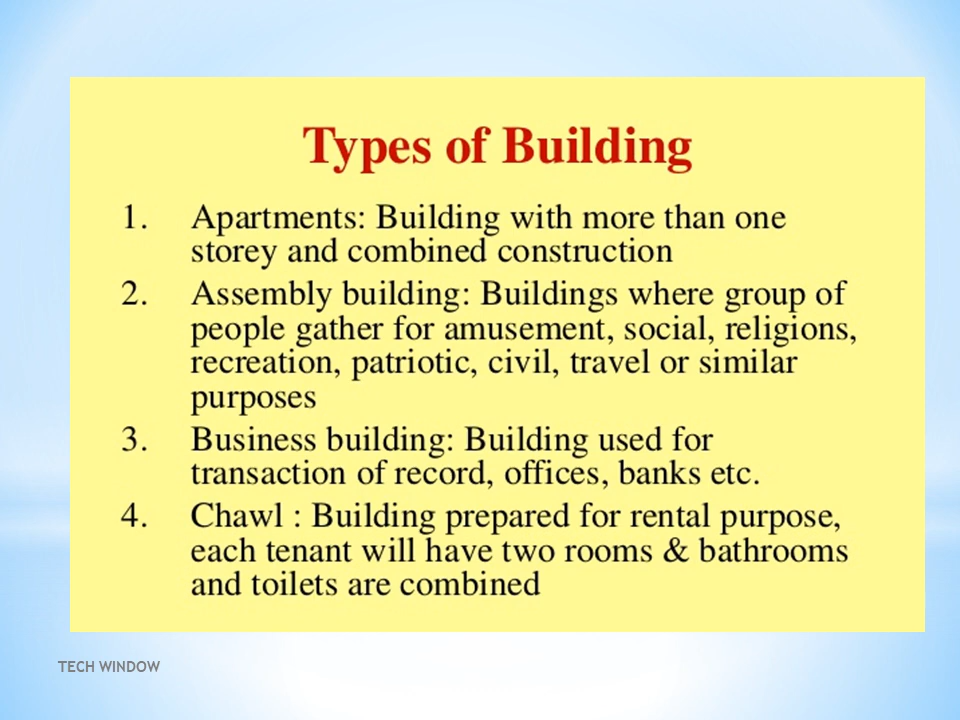 Types of Building
1. Apartments: Building with more than one
storey and combined construction
2. Assembly building: Buildings where group of
people gather for amusement, social, religions,
recreation, patriotic, civil, travel or similar
purposes
3. Business building: Building used for
transaction of record, offices, banks etc.
4. Chawl : Building prepared for rental purpose,
each tenant will have two rooms & bathrooms
and toilets are combined
TECH WINDOW